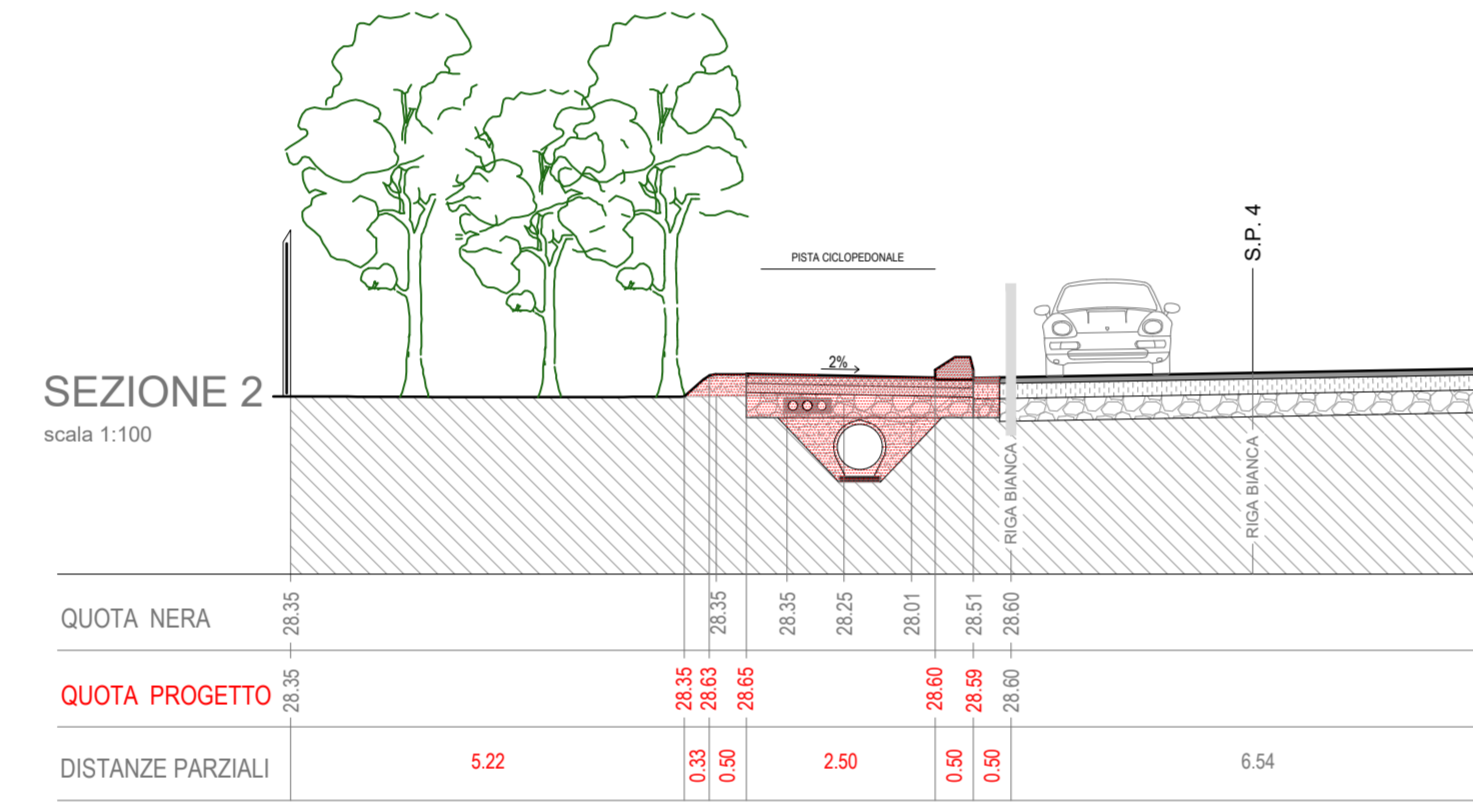 S.P. 4
PISTA CICLOPEDONALE
2%
SEZIONE 2
scala 1:100
RIGA BIANCA
RIGA BIANCA
QUOTA NERA 28.35 28.35 28.35 28.25 28.01 28.51 28.60
QUOTA PROGETTO 28.35 28.35 28.63 28.65 28.60 28.59 28.60
DISTANZE PARZIALI 5.22 0.33 0.50 2.50 0.50 0.50 6.54